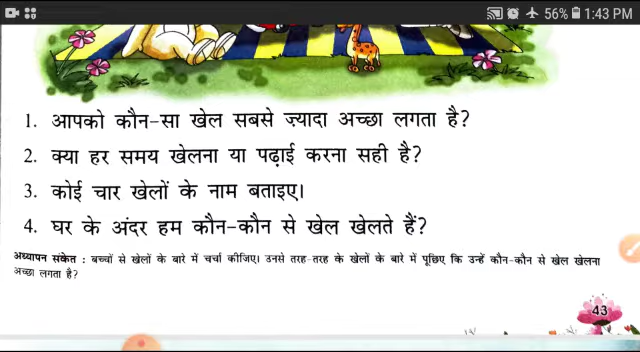 56% 1:43 PM
1. आपको कौन-सा खेल सबसे ज्यादा अच्छा लगता है?
2. क्या हर समय खेलना या पढ़ाई करना सही है?
3. कोई चार खेलों के नाम बताइए।
4. घर के अंदर हम कौन-कौन से खेल खेलते हैं?
अध्यापन संकेत : बच्चों से खेलों के बारे में चर्चा कीजिए। उनसे तरह-तरह के खेलों के बारे में पूछिए कि उन्हें कौन-कौन से खेल खेलना
अच्छा लगता है?
43